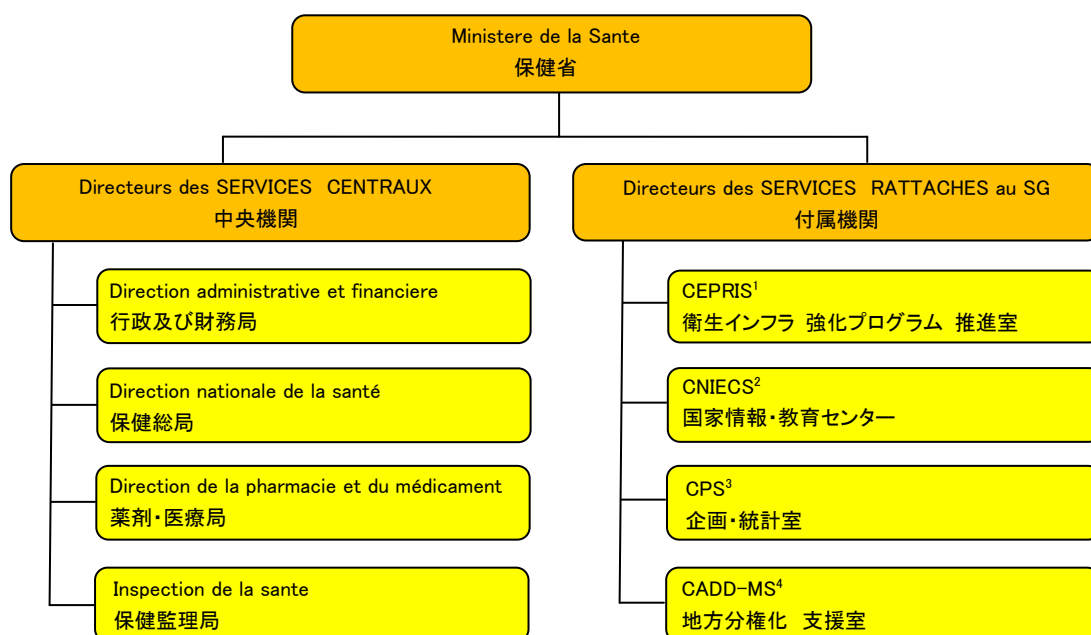 Ministere de la Sante
保健省
Directeurs des SERVICES CENTRAUX
中央機関
Direction administrative et financiere
行政及び財務局
Direction nationale de la santé
保健総局
Direction de la pharmacie et du médicament
薬剤・医療局
Inspection de la sante
保健監理局
Directeurs des SERVICES RATTACHES au SG
付属機関
CEPRIS¹
衛生インフラ 強化プログラム 推進室
CNIECS²
国家情報・教育センター
CPS³
企画・統計室
CADD-MS⁴
地方分権化 支援室